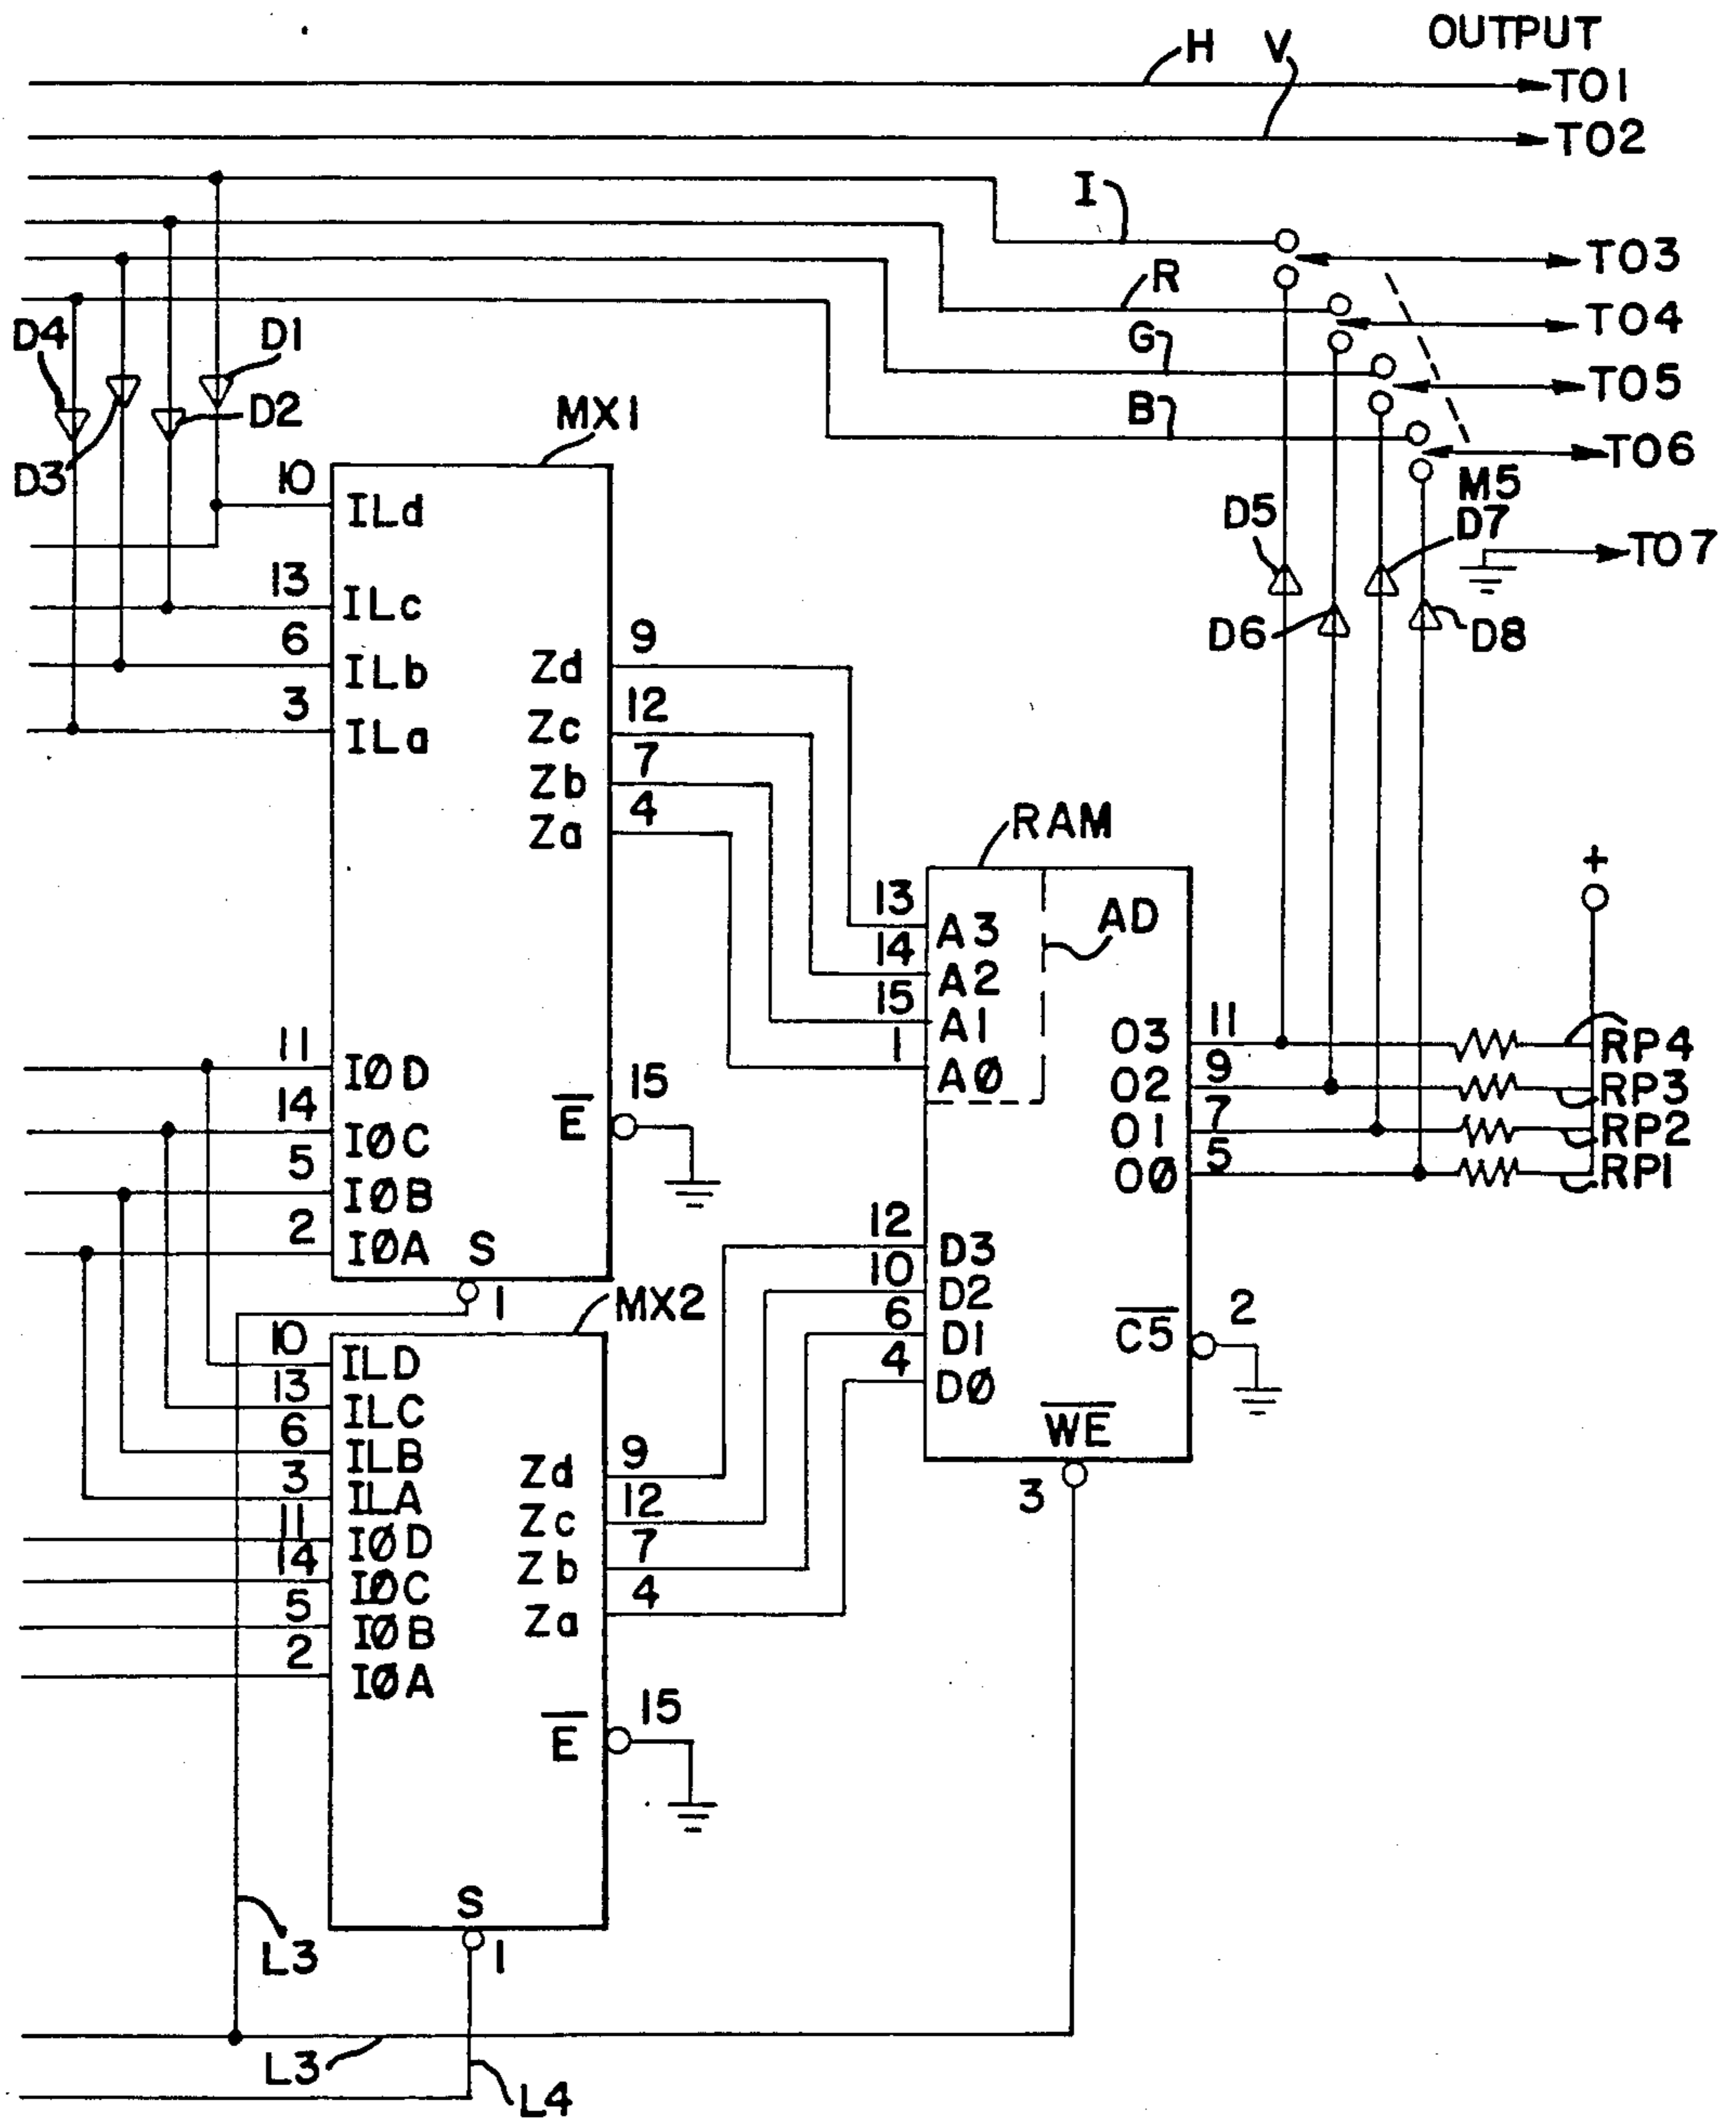 OUTPUT
H V
TO1
TO2
I
TO3
R
TO4
G
TO5
B
TO6
D4 D1
D2
D3
MX1
M5
D5 D7
TO7
D6 D8
10 ILd
13 ILc
6 ILb
3 ILa
Zd 9
Zc 12
Zb 7
Za 4
RAM
+
AD
13 A3
14 A2
15 A1
1 AØ
O3 11 RP4
O2 9 RP3
O1 7 RP2
OØ 5 RP1
11 IØD
14 IØC
5 IØB
2 IØA
E 15
S
1
MX2
12 D3
10 D2
6 D1
4 DØ
C5 2
WE
3
10 ILD
13 ILC
6 ILB
3 ILA
11 IØD
14 IØC
5 IØB
2 IØA
Zd 9
Zc 12
Zb 7
Za 4
E 15
S
1
L3
L3
L4